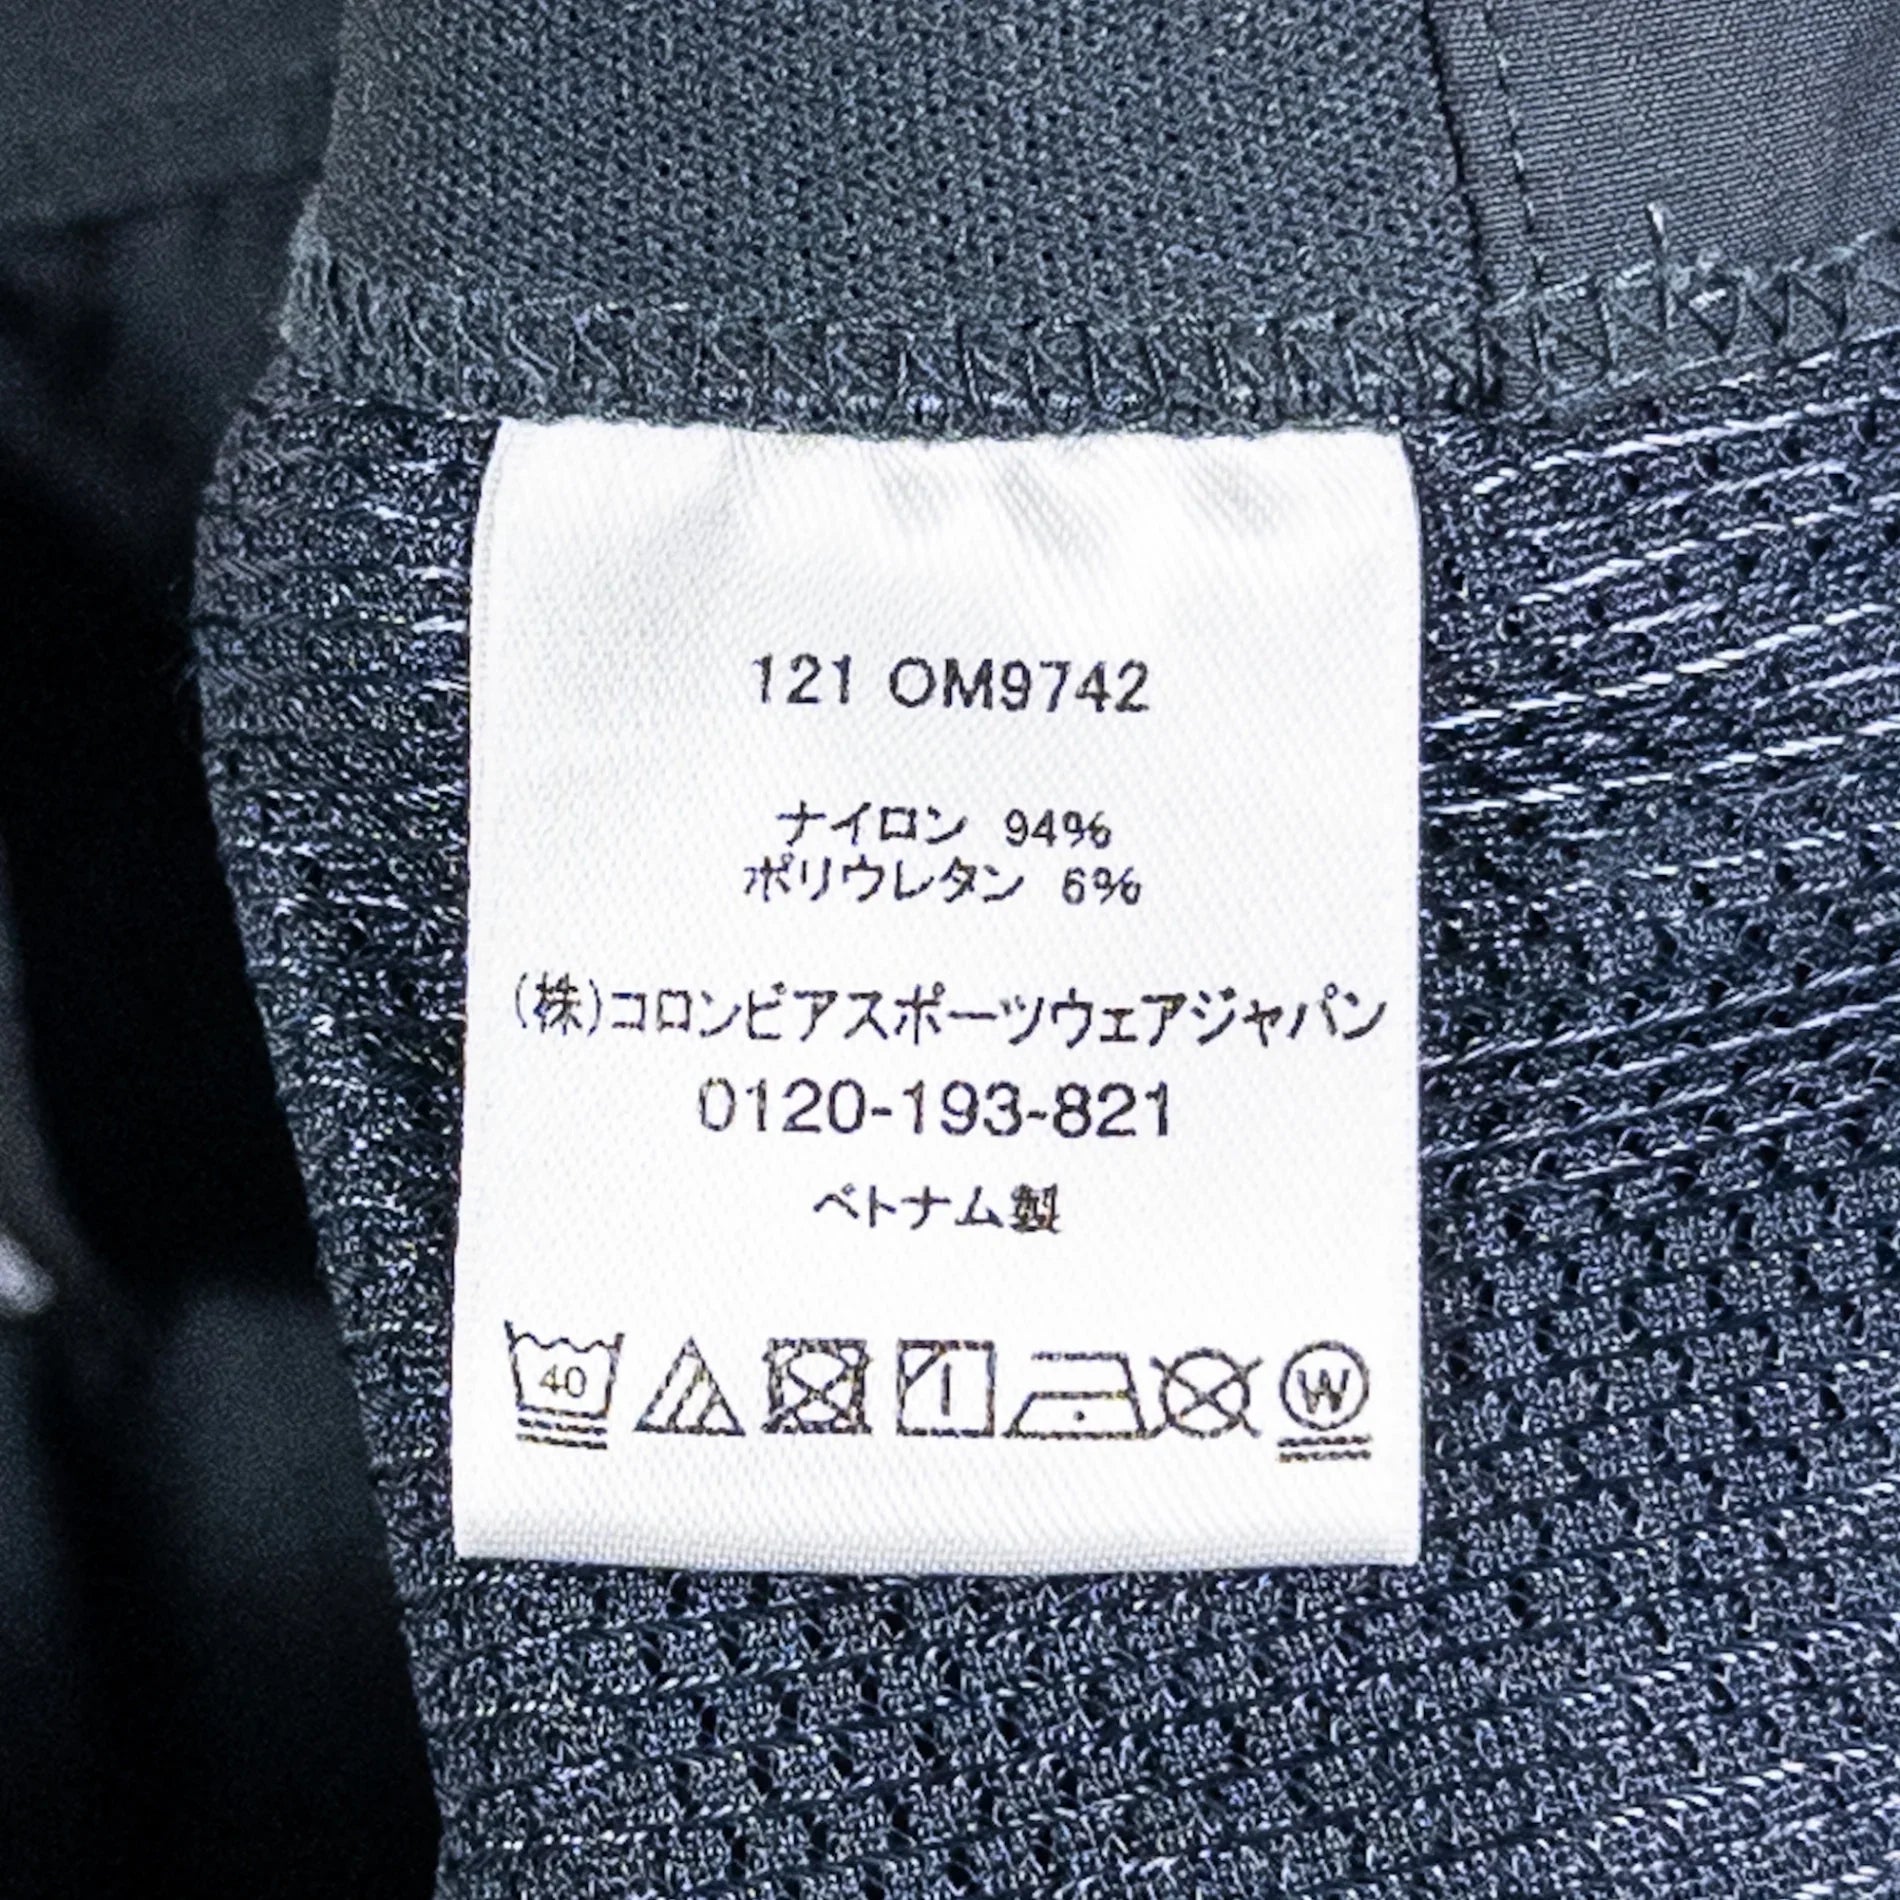 121 OM9742
ナイロン 94%
ポリウレタン 6%
(株)コロンビアスポーツウェアジャパン
0120-193-821
ベトナム製
40 W